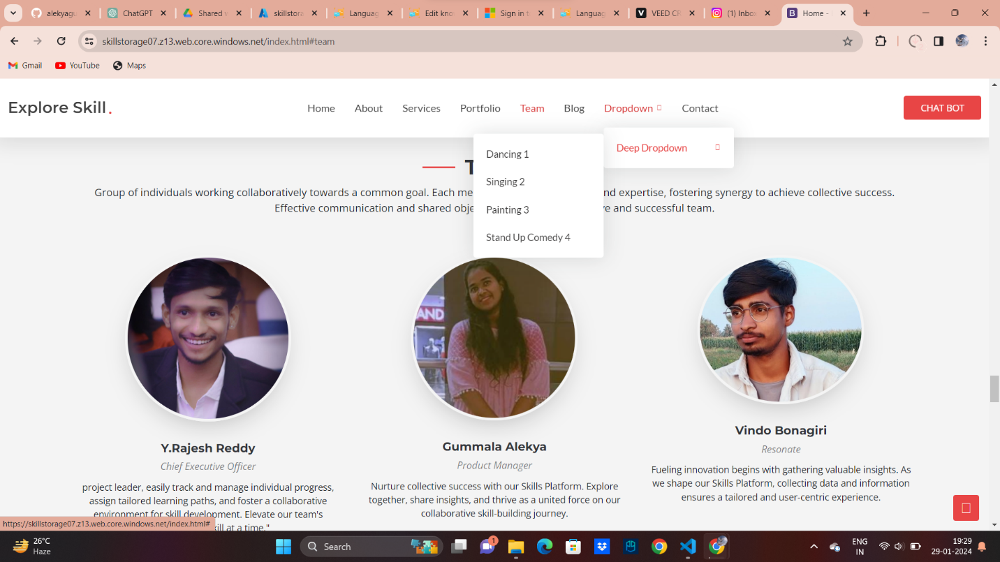 alekyagu
ChatGPT
Shared w
skillstora
Languag
Edit kno
Sign in t
Languag
VEED CR
(1) Inbox
Home -
skillstorage07.z13.web.core.windows.net/index.html#team
Gmail
YouTube
Maps
Explore Skill.
Home
About
Services
Portfolio
Team
Blog
Dropdown
Contact
CHAT BOT
Deep Dropdown
Dancing 1
Singing 2
Painting 3
Stand Up Comedy 4
T
Group of individuals working collaboratively towards a common goal. Each me nd expertise, fostering synergy to achieve collective success.
Effective communication and shared obje ve and successful team.
AND
Y.Rajesh Reddy
Chief Executive Officer
project leader, easily track and manage individual progress,
assign tailored learning paths, and foster a collaborative
environment for skill development. Elevate our team's
kill at a time."
Gummala Alekya
Product Manager
Nurture collective success with our Skills Platform. Explore
together, share insights, and thrive as a united force on our
collaborative skill-building journey.
Vindo Bonagiri
Resonate
Fueling innovation begins with gathering valuable insights. As
we shape our Skills Platform, collecting data and information
ensures a tailored and user-centric experience.
https://skillstorage07.z13.web.core.windows.net/index.html#
26°C
Haze
Search
1
ENG
IN
19:29
29-01-2024